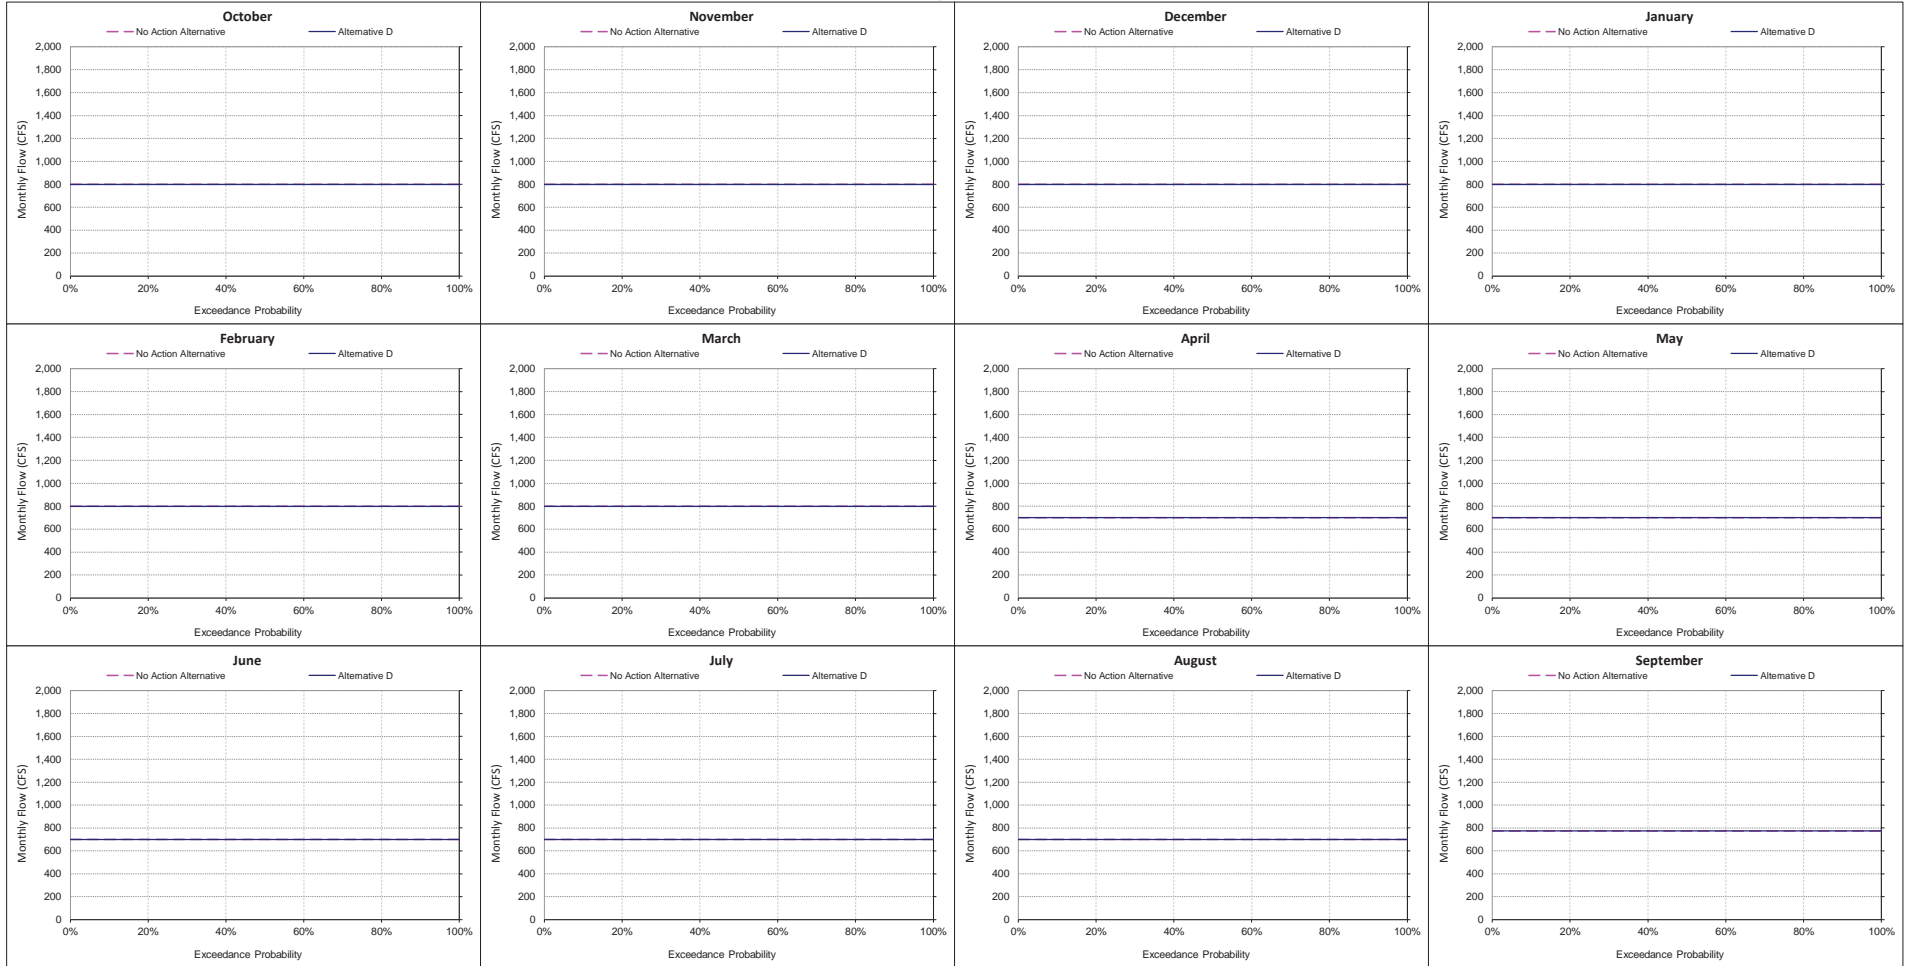 October
No Action Alternative Alternative D
Monthly Flow (CFS)
2,000
1,800
1,600
1,400
1,200
1,000
800
600
400
200
0
0% 20% 40% 60% 80% 100%
Exceedance Probability
November
No Action Alternative Alternative D
Monthly Flow (CFS)
2,000
1,800
1,600
1,400
1,200
1,000
800
600
400
200
0
0% 20% 40% 60% 80% 100%
Exceedance Probability
December
No Action Alternative Alternative D
Monthly Flow (CFS)
2,000
1,800
1,600
1,400
1,200
1,000
800
600
400
200
0
0% 20% 40% 60% 80% 100%
Exceedance Probability
January
No Action Alternative Alternative D
Monthly Flow (CFS)
2,000
1,800
1,600
1,400
1,200
1,000
800
600
400
200
0
0% 20% 40% 60% 80% 100%
Exceedance Probability
February
No Action Alternative Alternative D
Monthly Flow (CFS)
2,000
1,800
1,600
1,400
1,200
1,000
800
600
400
200
0
0% 20% 40% 60% 80% 100%
Exceedance Probability
March
No Action Alternative Alternative D
Monthly Flow (CFS)
2,000
1,800
1,600
1,400
1,200
1,000
800
600
400
200
0
0% 20% 40% 60% 80% 100%
Exceedance Probability
April
No Action Alternative Alternative D
Monthly Flow (CFS)
2,000
1,800
1,600
1,400
1,200
1,000
800
600
400
200
0
0% 20% 40% 60% 80% 100%
Exceedance Probability
May
No Action Alternative Alternative D
Monthly Flow (CFS)
2,000
1,800
1,600
1,400
1,200
1,000
800
600
400
200
0
0% 20% 40% 60% 80% 100%
Exceedance Probability
June
No Action Alternative Alternative D
Monthly Flow (CFS)
2,000
1,800
1,600
1,400
1,200
1,000
800
600
400
200
0
0% 20% 40% 60% 80% 100%
Exceedance Probability
July
No Action Alternative Alternative D
Monthly Flow (CFS)
2,000
1,800
1,600
1,400
1,200
1,000
800
600
400
200
0
0% 20% 40% 60% 80% 100%
Exceedance Probability
August
No Action Alternative Alternative D
Monthly Flow (CFS)
2,000
1,800
1,600
1,400
1,200
1,000
800
600
400
200
0
0% 20% 40% 60% 80% 100%
Exceedance Probability
September
No Action Alternative Alternative D
Monthly Flow (CFS)
2,000
1,800
1,600
1,400
1,200
1,000
800
600
400
200
0
0% 20% 40% 60% 80% 100%
Exceedance Probability